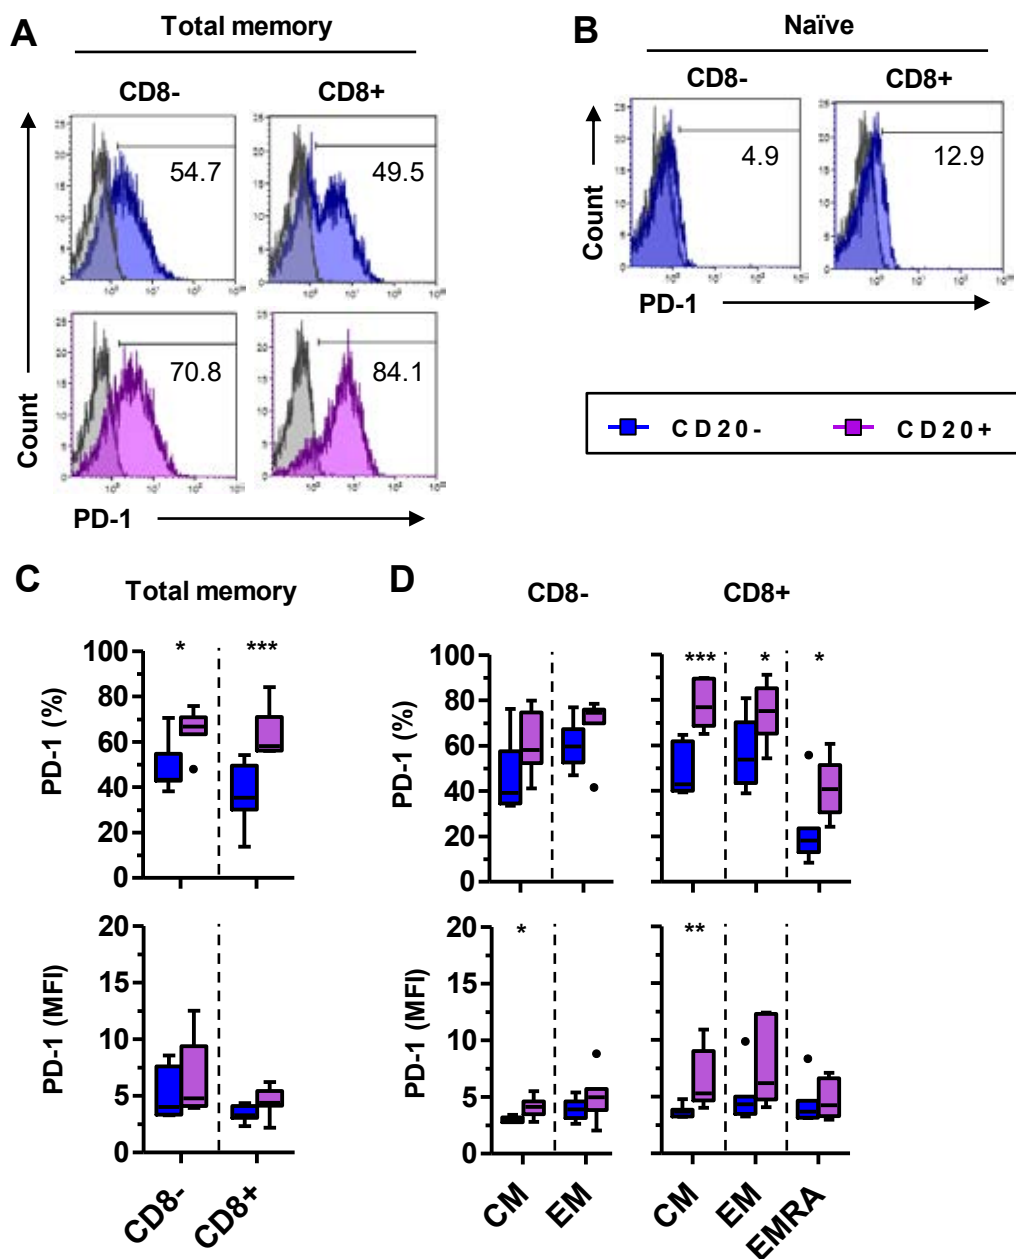 A
Total memory
CD8-
CD8+
54.7
49.5
70.8
84.1
Count
PD-1
B
Naïve
CD8-
CD8+
4.9
12.9
Count
PD-1
CD20-
CD20+
C
Total memory
* ***
PD-1 (%)
100
80
60
40
20
0
PD-1 (MFI)
20
15
10
5
0
CD8-
CD8+
D
CD8-
CD8+
*** * *
PD-1 (%)
100
80
60
40
20
0
* **
PD-1 (MFI)
20
15
10
5
0
CM
EM
CM
EM
EMRA